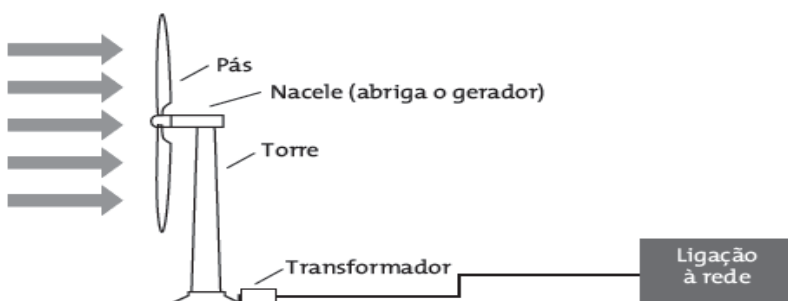 Pás
Nacele (abriga o gerador)
Torre
Transformador
Ligação
à rede